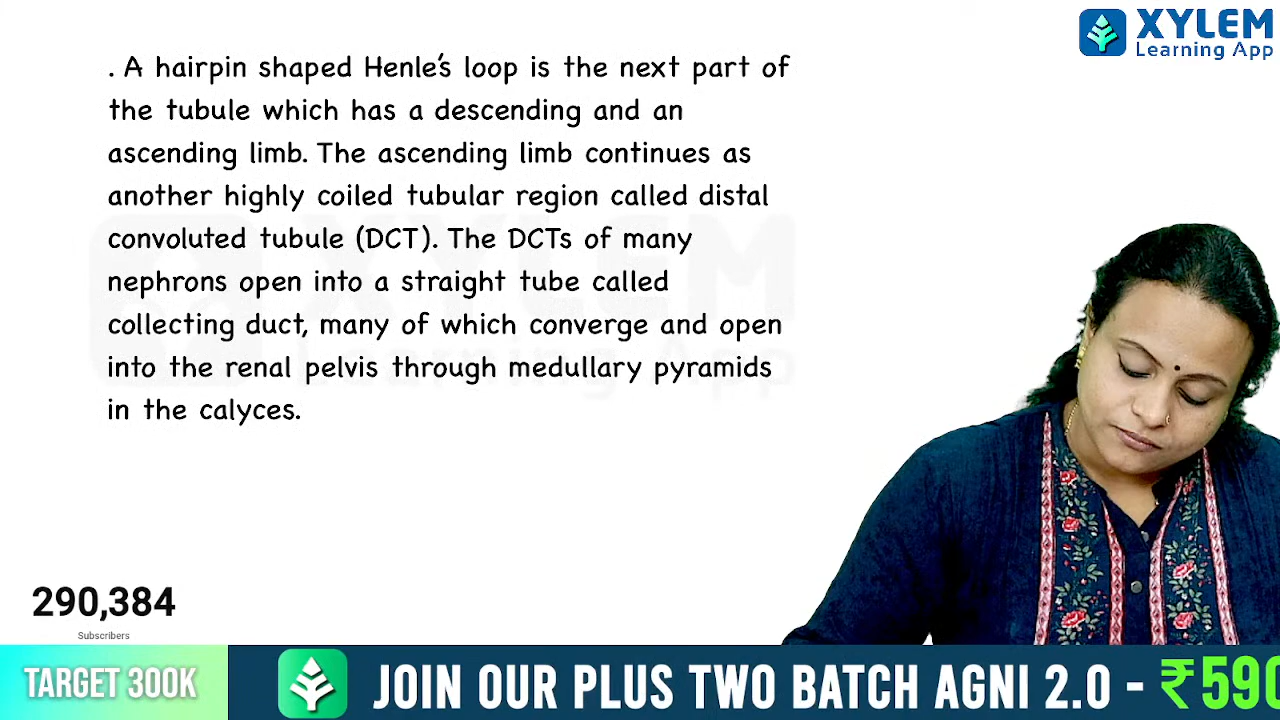 XYLEM
Learning App
. A hairpin shaped Henle's loop is the next part of
the tubule which has a descending and an
ascending limb. The ascending limb continues as
another highly coiled tubular region called distal
convoluted tubule (DCT). The DCTs of many
nephrons open into a straight tube called
collecting duct, many of which converge and open
into the renal pelvis through medullary pyramids
in the calyces.
XYLEM
Learning App
290,384
Subscribers
TARGET 300K
JOIN OUR PLUS TWO BATCH AGNI 2.0 - ₹590